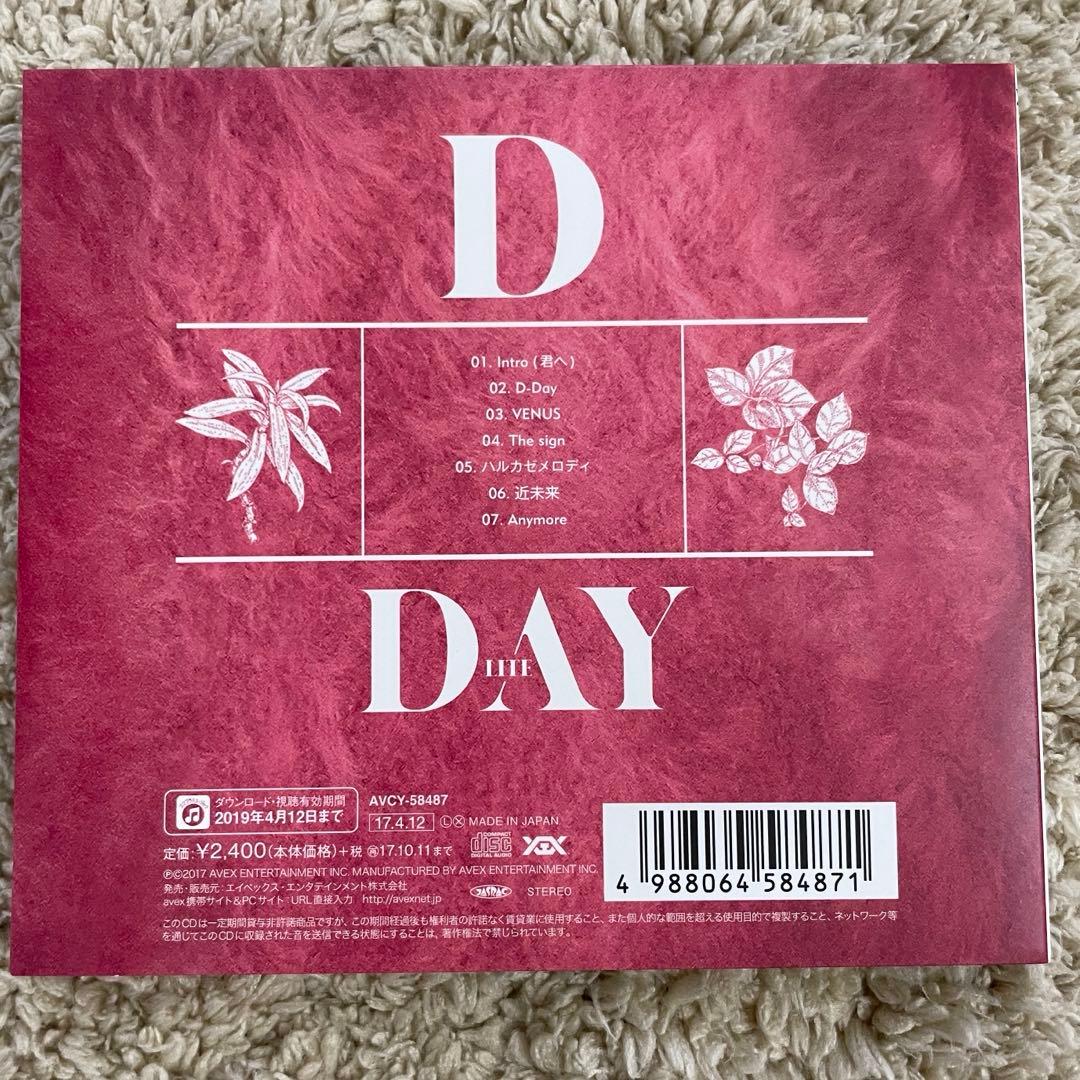 D
01. Intro (君へ)
02. D-Day
03. VENUS
04. The sign
05. ハルカゼメロディ
06. 近未来
07. Anymore
DAY
LITE
ダウンロード・視聴有効期間
2019年4月12日まで
AVCY-58487
17.4.12 Ⓛ Ⓧ MADE IN JAPAN
定価:¥2,400(本体価格)+税 ㋮17.10.11まで
COMPACT disc DIGITAL AUDIO
℗©2017 AVEX ENTERTAINMENT INC. MANUFACTURED BY AVEX ENTERTAINMENT INC.
発売・販売元:エイベックス・エンタテインメント株式会社
avex携帯サイト&PCサイト:URL直接入力 http://avexnet.jp
JASRAC STEREO
4 988064 584871
このCDは一定期間貸与非許諾商品ですが、この期間経過後も権利者の許諾なく賃貸業に使用すること、また個人的な範囲を超える使用目的で複製すること、ネットワーク等
を通じてこのCDに収録された音を送信できる状態にすることは、著作権法で禁じられています。